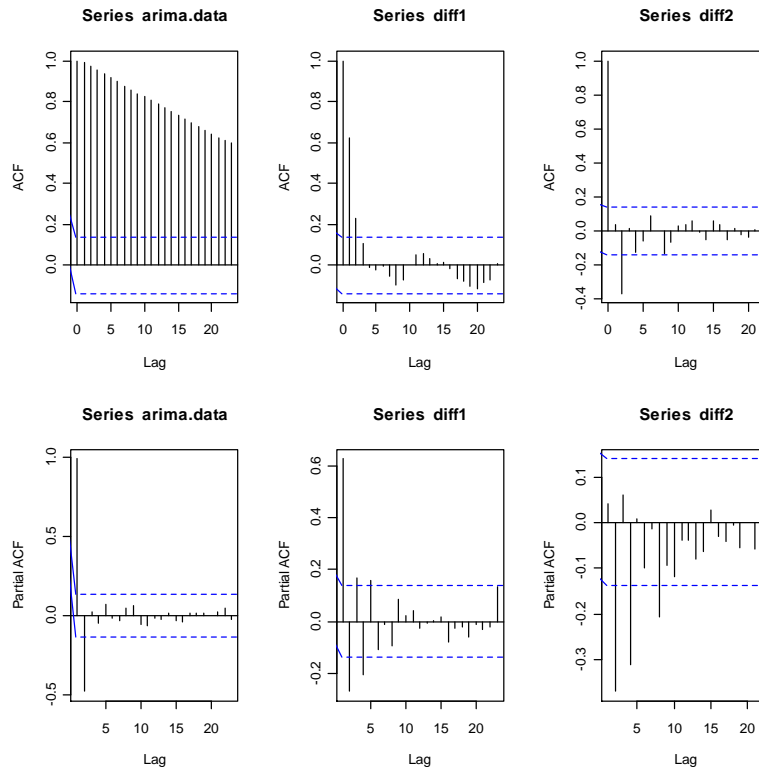 Series arima.data
Series diff1
Series diff2
ACF
0.0 0.2 0.4 0.6 0.8 1.0
0 5 10 15 20
Lag
ACF
0.0 0.2 0.4 0.6 0.8 1.0
0 5 10 15 20
Lag
ACF
-0.4 -0.2 0.0 0.2 0.4 0.6 0.8 1.0
0 5 10 15 20
Lag
Series arima.data
Series diff1
Series diff2
Partial ACF
-0.5 0.0 0.5 1.0
5 10 15 20
Lag
Partial ACF
-0.2 0.0 0.2 0.4 0.6
5 10 15 20
Lag
Partial ACF
-0.3 -0.2 -0.1 0.0 0.1
5 10 15 20
Lag